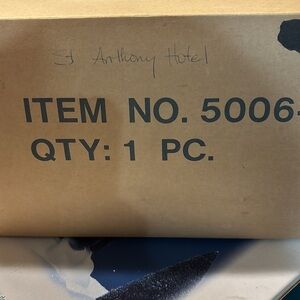 St Anthony Hotel
ITEM NO. 5006-
QTY: 1 PC.